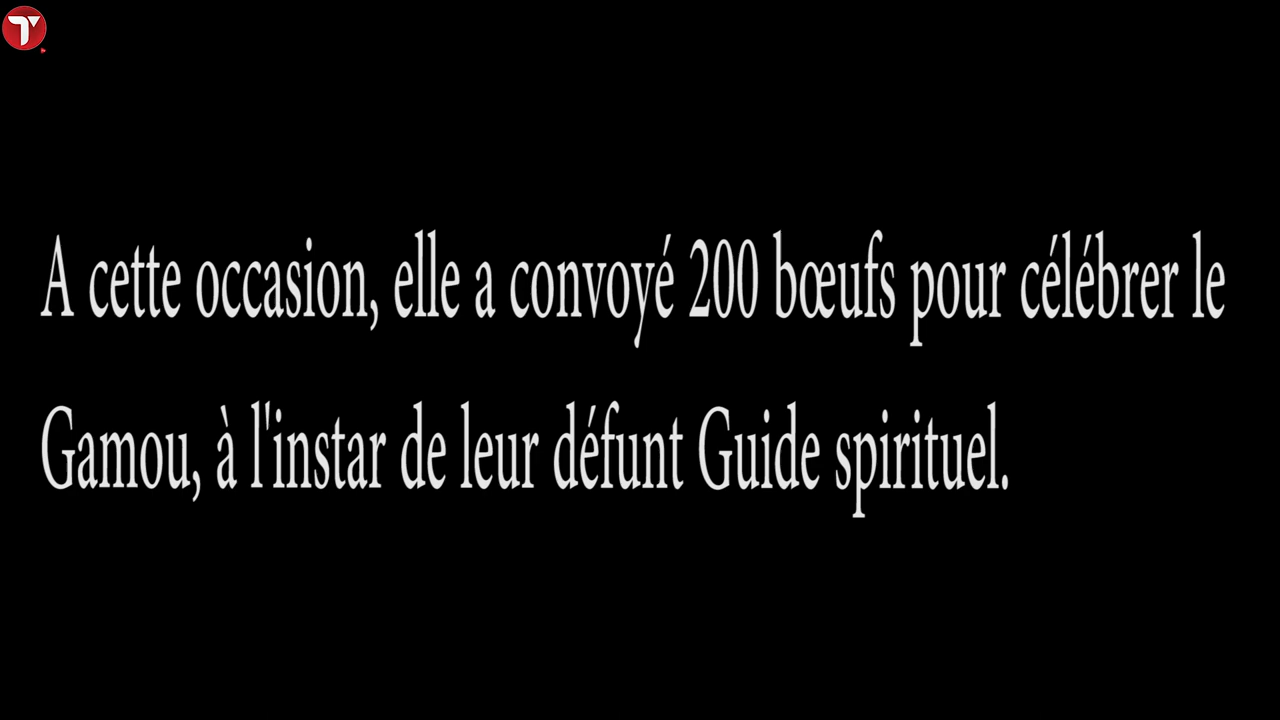 A cette occasion, elle a convoyé 200 bœufs pour célébrer le
Gamou, à l'instar de leur défunt Guide spirituel.